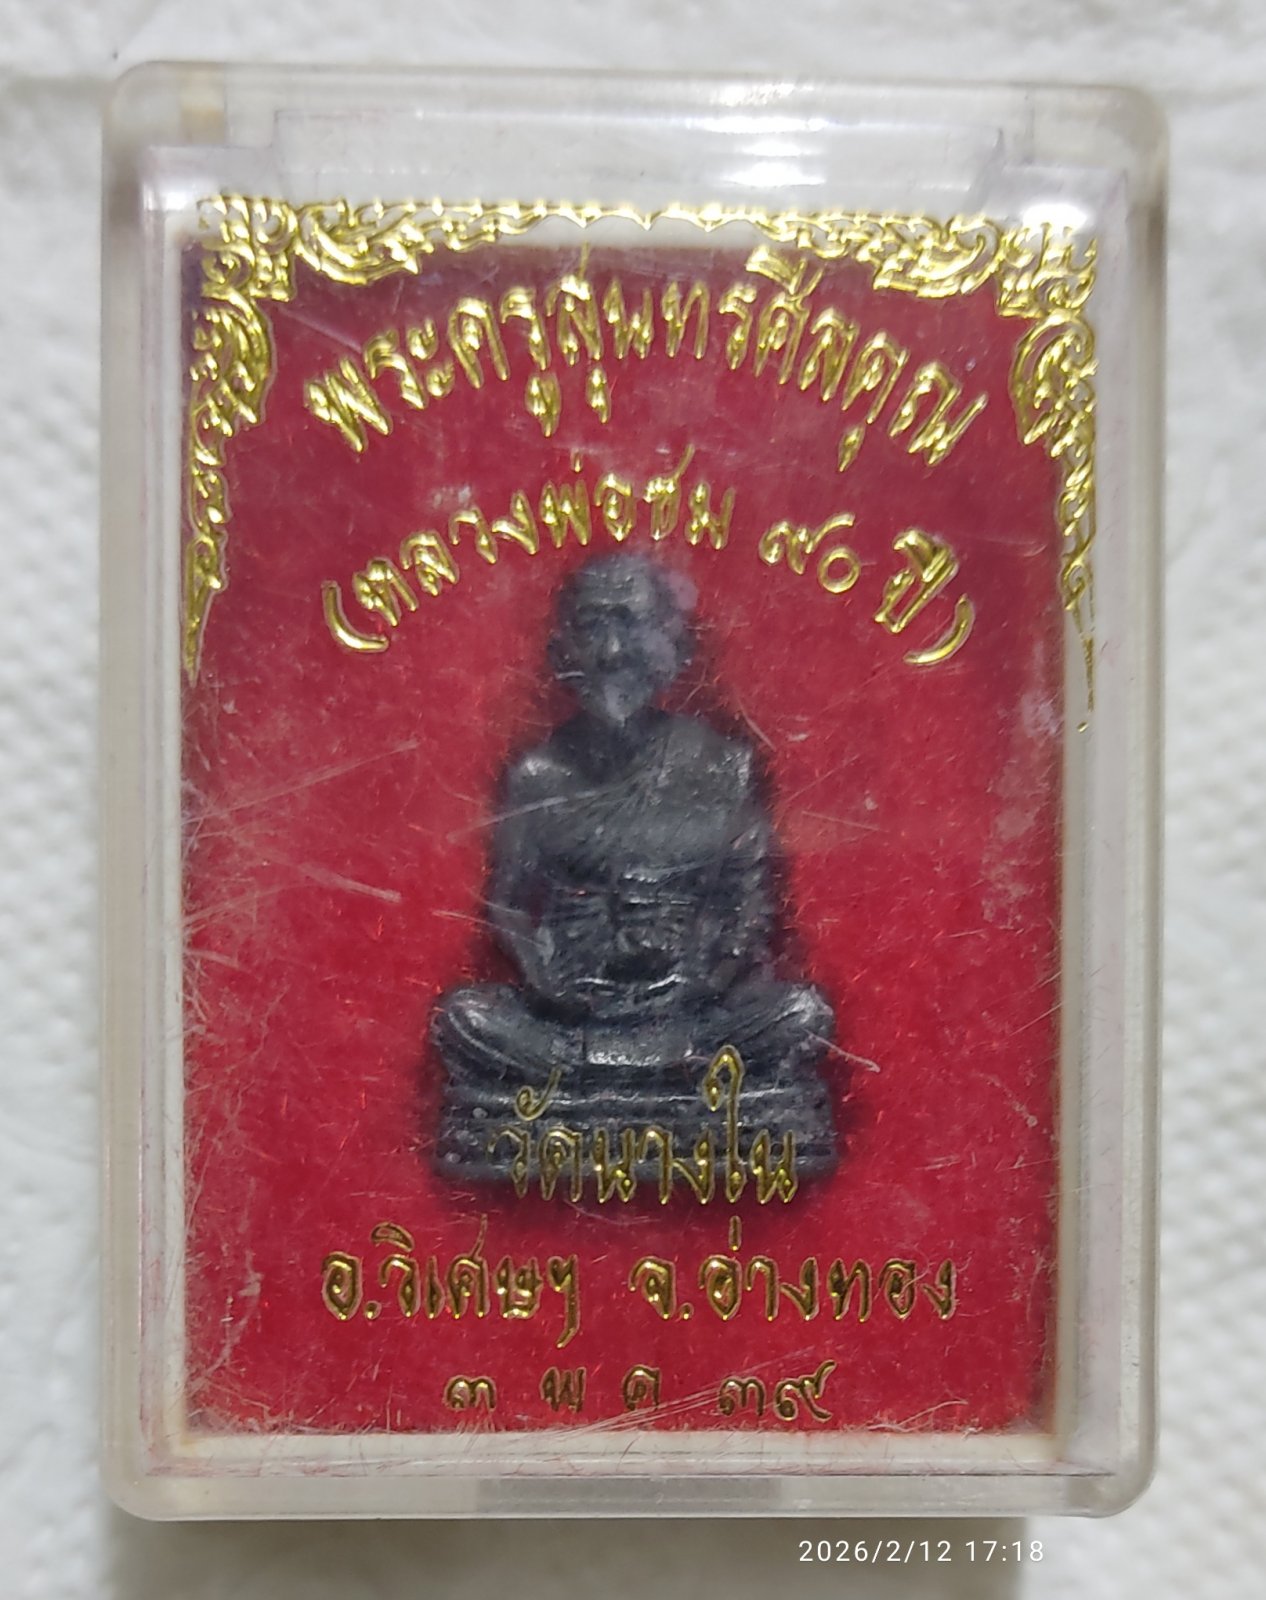 พระครูสุนทรศีลคุณ
(หลวงพ่อชม ๙๐ ปี)
วัดนางใน
อ.วิเศษฯ จ.อ่างทอง
๓ พ ค ๓๙
2026/2/12 17:18